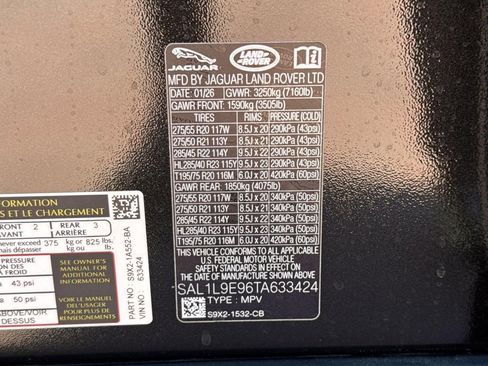 JAGUAR
LAND ROVER
MFD BY JAGUAR LAND ROVER LTD
DATE: 01/26 GVWR: 3250kg (7160lb)
GAWR FRONT: 1590kg (3505lb)
TIRES RIMS PRESSURE (COLD)
275/55 R20 117W 8.5J x 20 290kPa (43psi)
275/50 R21 113Y 8.5J x 21 290kPa (43psi)
285/45 R22 114Y 9.5J x 22 290kPa (43psi)
HL285/40 R23 115Y 9.5J x 23 290kPa (43psi)
T195/75 R20 116M 6.0J x 20 420kPa (60psi)
GAWR REAR: 1850kg (4075lb)
275/55 R20 117W 8.5J x 20 340kPa (50psi)
275/50 R21 113Y 8.5J x 21 340kPa (50psi)
285/45 R22 114Y 9.5J x 22 340kPa (50psi)
HL285/40 R23 115Y 9.5J x 23 340kPa (50psi)
T195/75 R20 116M 6.0J x 20 420kPa (60psi)
THIS VEHICLE CONFORMS TO ALL
APPLICABLE U.S. FEDERAL MOTOR
VEHICLE SAFETY
IN EFFECT ON THE
DATE OF MANUFACTURE SHOWN ABOVE
SAL1L9E96TA633424
TYPE: MPV
S9X2-1532-CB
FORMATION
S ET LE CHARGEMENT
FRONT 2 REAR 3
AVANT ARRIÈRE
never exceed 375 kg or 825 lbs.
mais dépasser kg ou lb.
PRESSURE
SEE OWNER'S
MANUAL FOR
ADDITIONAL
INFORMATION
43 psi
50 psi
VOIR LE MANUEL
DE L'USAGER
POUR PLUS DE
RENSEIGNEMENTS
ABOVE/VOIR
DESSUS
S9X2-1A552-BA
VIN NO: 633424